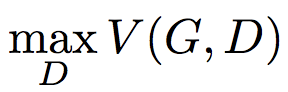 max V(G, D)
D